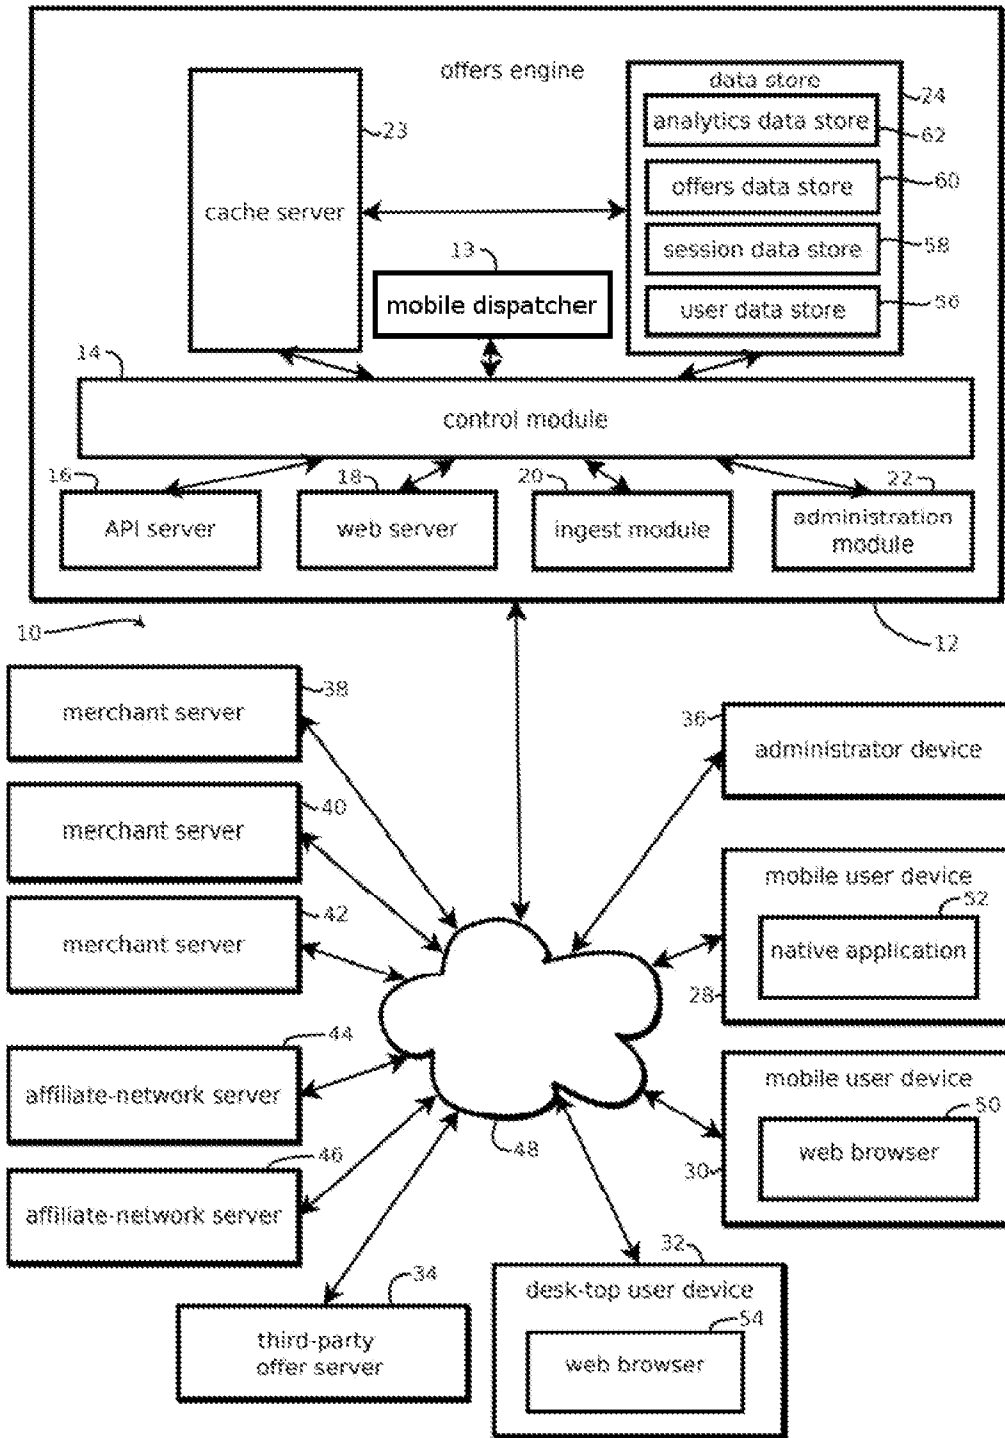 offers engine
cache server
23
data store
24
analytics data store
62
offers data store
60
session data store
58
user data store
56
13
mobile dispatcher
14
control module
16
API server
18
web server
20
ingest module
22
administration
module
10
12
merchant server
38
merchant server
40
merchant server
42
affiliate-network server
44
affiliate-network server
46
48
third-party
offer server
34
32
desk-top user device
54
web browser
36
administrator device
mobile user device
52
native application
28
mobile user device
50
web browser
30